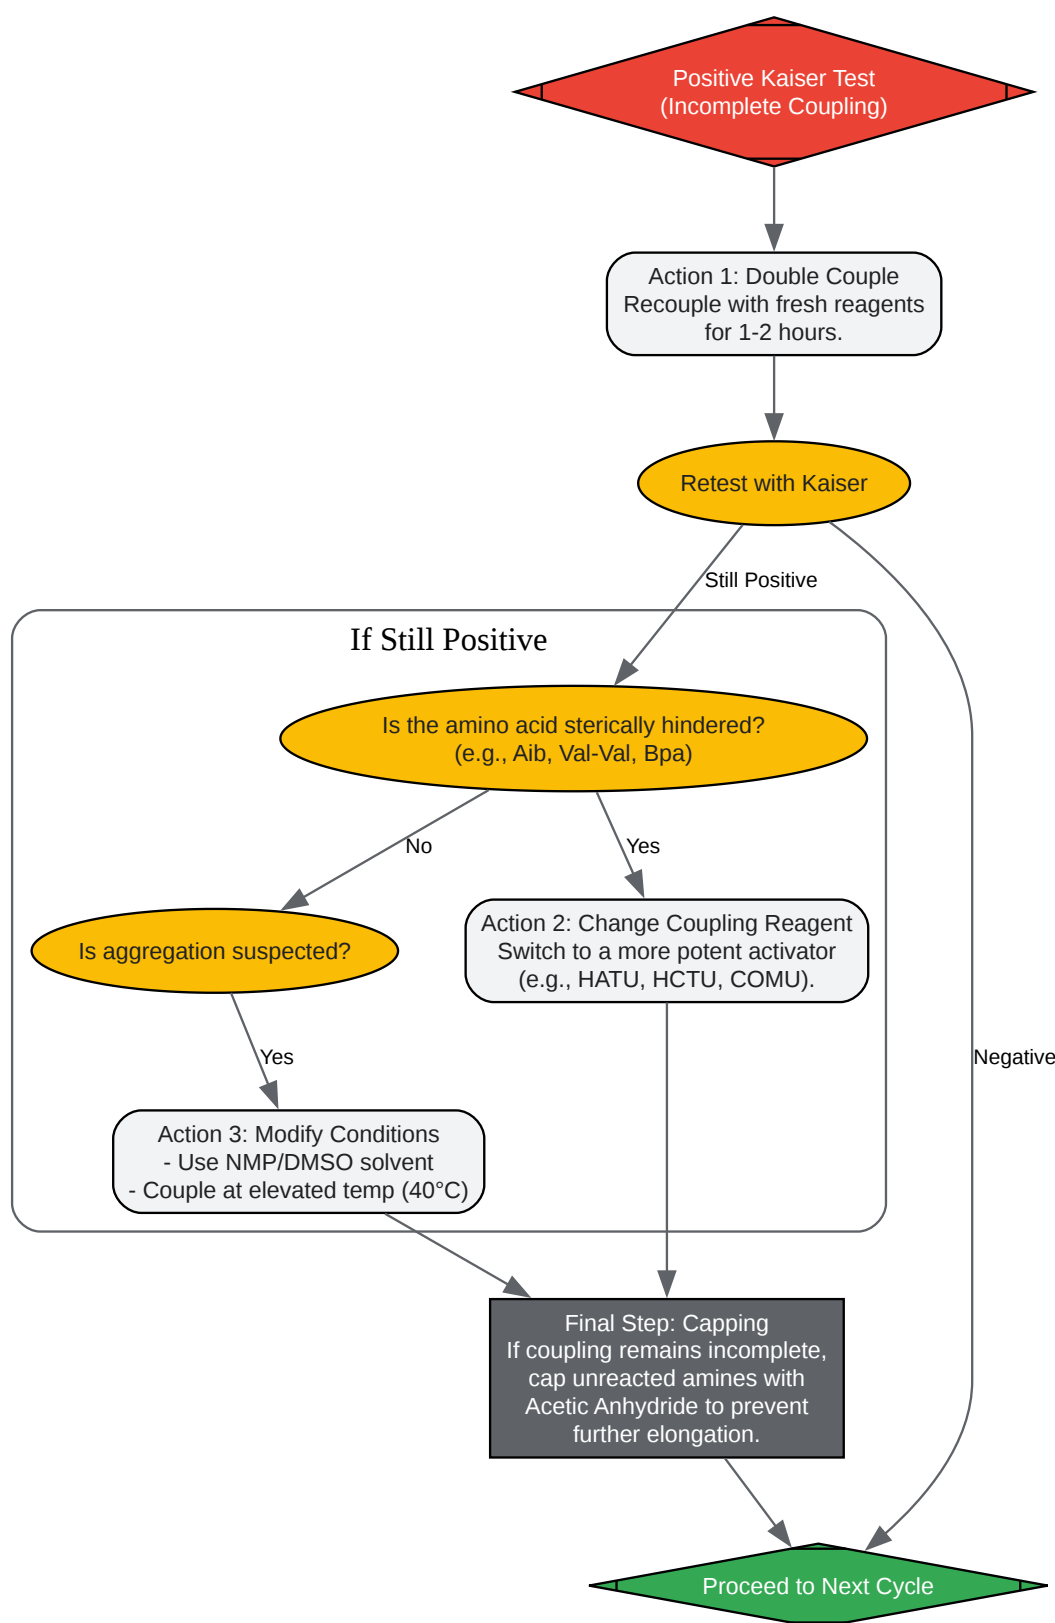 Positive Kaiser Test
(Incomplete Coupling)
Action 1: Double Couple
Recouple with fresh reagents
for 1-2 hours.
Retest with Kaiser
Still Positive
If Still Positive
Is the amino acid sterically hindered?
(e.g., Aib, Val-Val, Bpa)
No
Yes
Is aggregation suspected?
Action 2: Change Coupling Reagent
Switch to a more potent activator
(e.g., HATU, HCTU, COMU).
Yes
Negative
Action 3: Modify Conditions
- Use NMP/DMSO solvent
- Couple at elevated temp (40°C)
Final Step: Capping
If coupling remains incomplete,
cap unreacted amines with
Acetic Anhydride to prevent
further elongation.
Proceed to Next Cycle